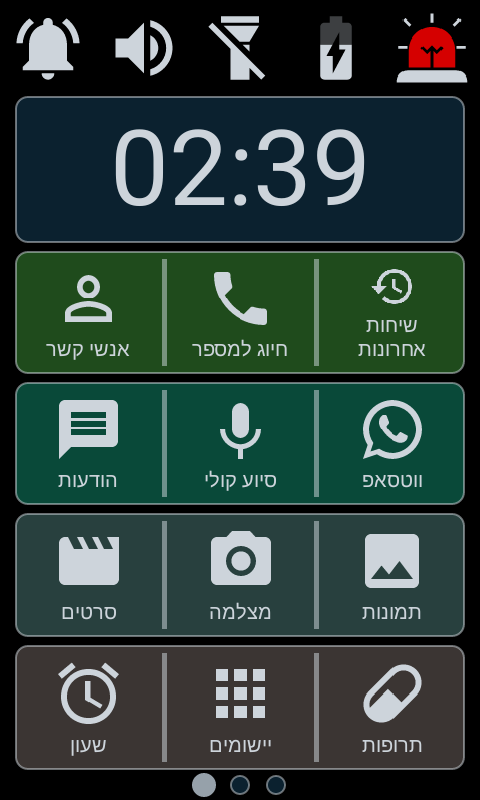 02:39
שיחות
אחרונות
חיוג למספר
אנשי קשר
ווטסאפ
סיוע קולי
הודעות
תמונות
מצלמה
סרטים
תרופות
יישומים
שעון